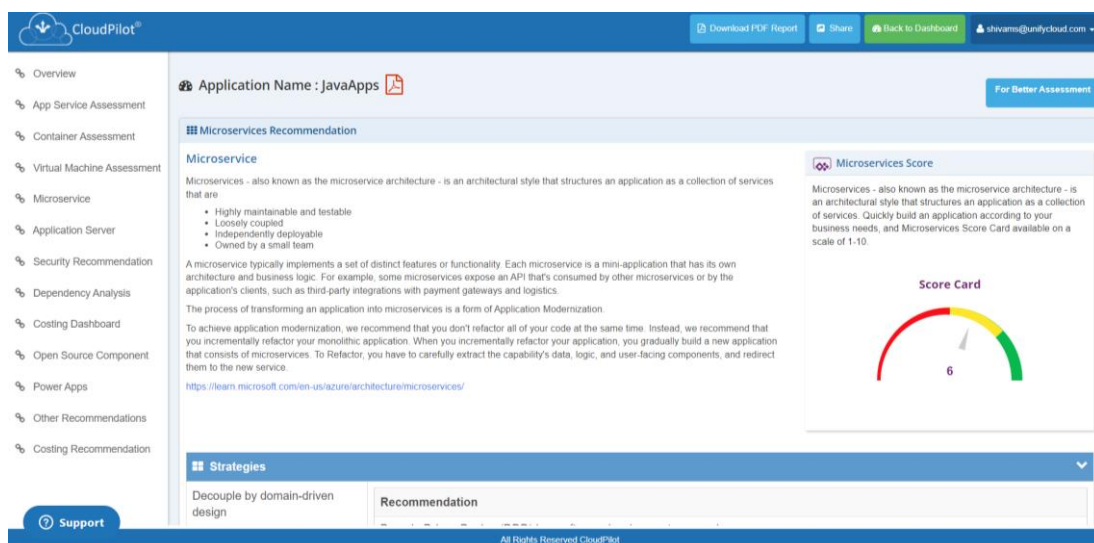 CloudPilot®
Download PDF Report
Share
Back to Dashboard
shivams@unifycloud.com
Overview
App Service Assessment
Container Assessment
Virtual Machine Assessment
Microservice
Application Server
Security Recommendation
Dependency Analysis
Costing Dashboard
Open Source Component
Power Apps
Other Recommendations
Costing Recommendation
Support
Application Name : JavaApps
For Better Assessment
Microservices Recommendation
Microservice
Microservices - also known as the microservice architecture - is an architectural style that structures an application as a collection of services
that are
• Highly maintainable and testable
• Loosely coupled
• Independently deployable
• Owned by a small team
A microservice typically implements a set of distinct features or functionality. Each microservice is a mini-application that has its own
architecture and business logic. For example, some microservices expose an API that's consumed by other microservices or by the
application's clients, such as third-party integrations with payment gateways and logistics.
The process of transforming an application into microservices is a form of Application Modernization.
To achieve application modernization, we recommend that you don't refactor all of your code at the same time. Instead, we recommend that
you incrementally refactor your monolithic application. When you incrementally refactor your application, you gradually build a new application
that consists of microservices. To Refactor, you have to carefully extract the capability's data, logic, and user-facing components, and redirect
them to the new service.
https://learn.microsoft.com/en-us/azure/architecture/microservices/
Microservices Score
Microservices - also known as the microservice architecture - is
an architectural style that structures an application as a collection
of services. Quickly build an application according to your
business needs, and Microservices Score Card available on a
scale of 1-10.
Score Card
6
Strategies
Decouple by domain-driven
design
Recommendation
All Rights Reserved CloudPilot